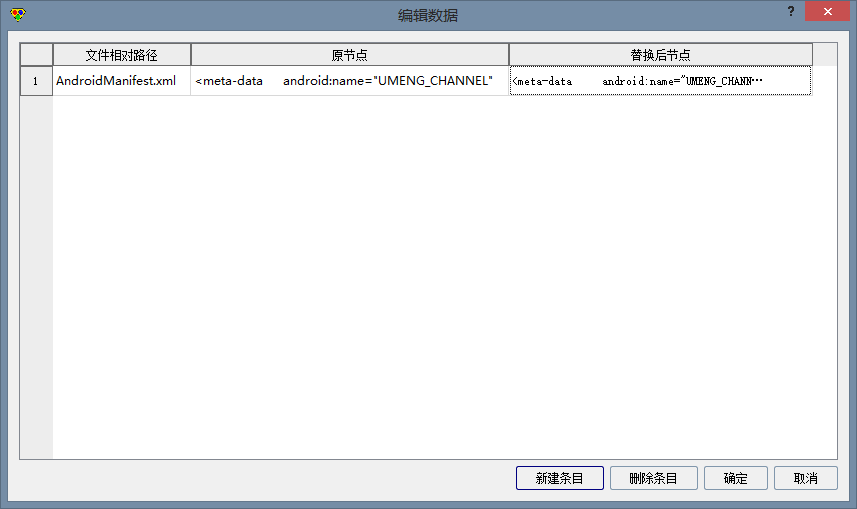 编辑数据
?
文件相对路径 原节点 替换后节点
1 AndroidManifest.xml <meta-data android:name="UMENG_CHANNEL" <meta-data android:name="UMENG_CHANN…
新建条目 删除条目 确定 取消